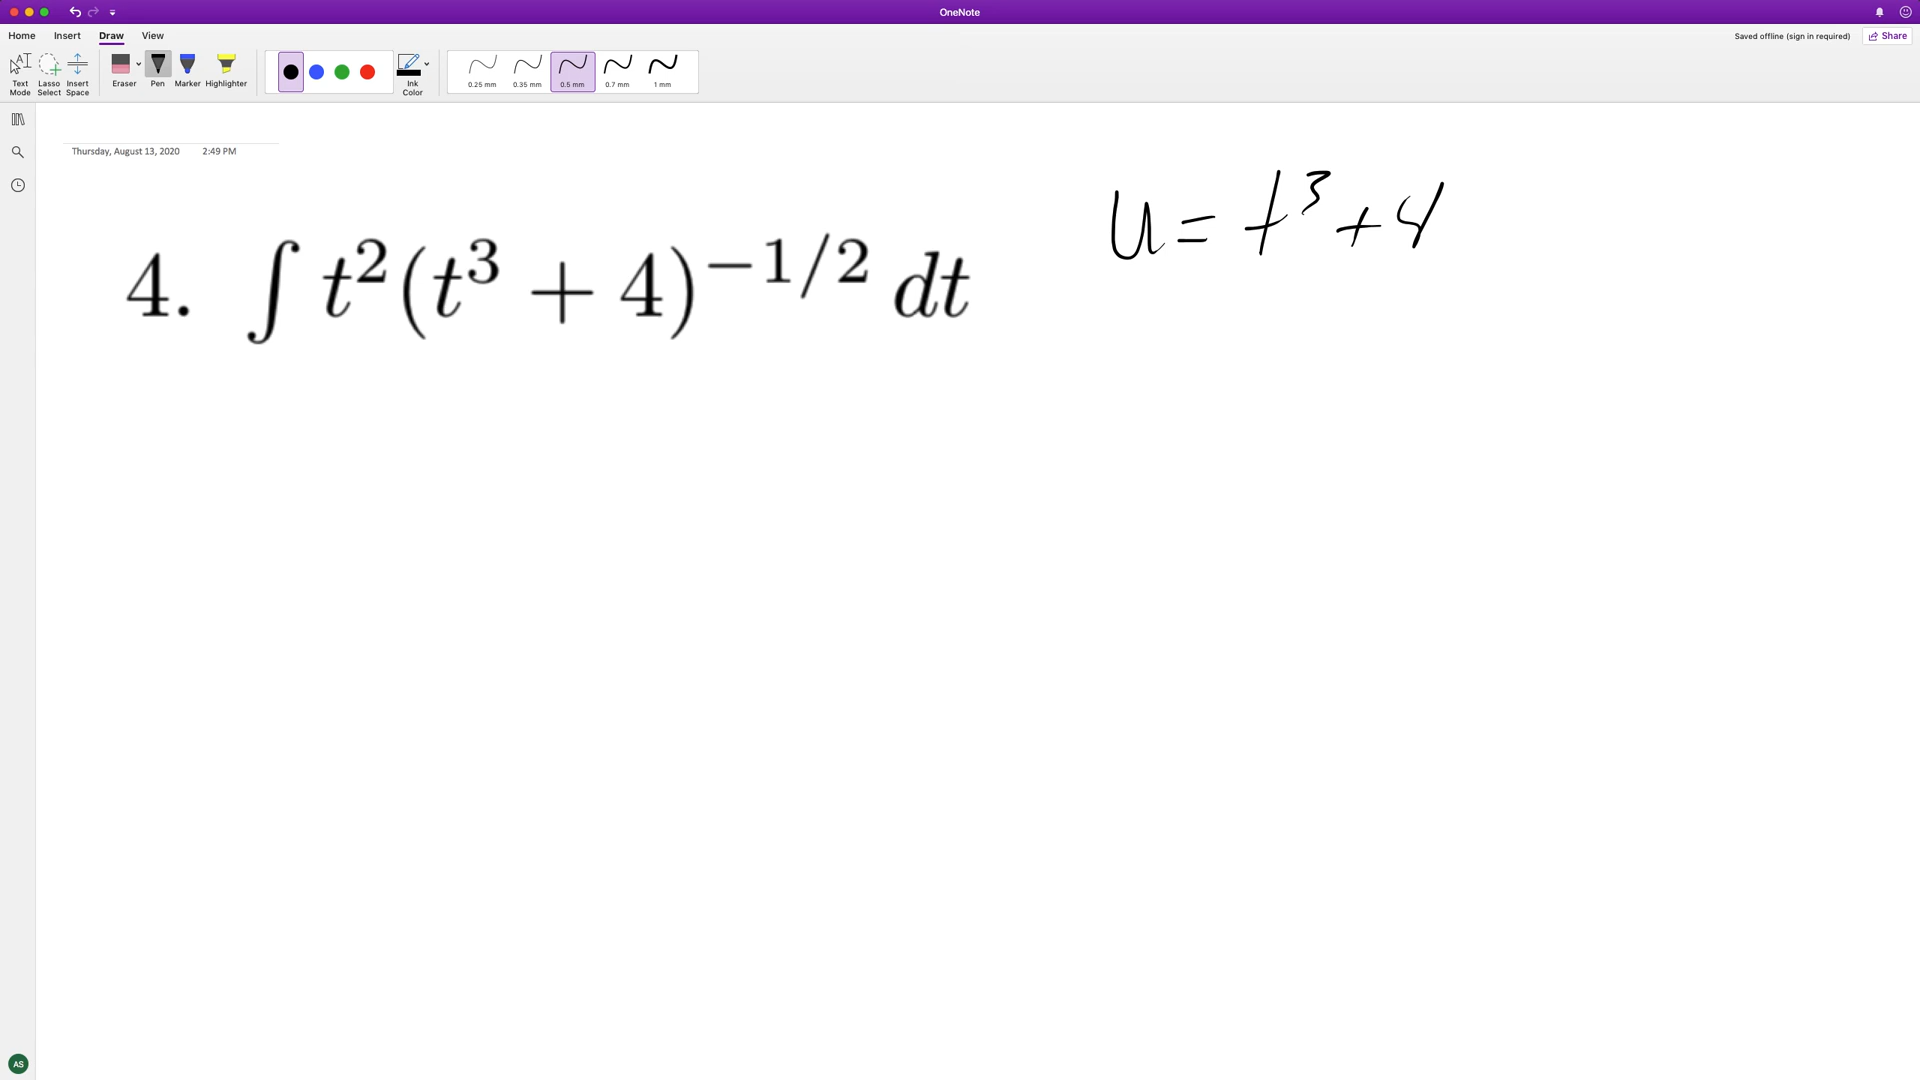 OneNote
Home Insert Draw View
Saved offline (sign in required) Share
Text Mode Lasso Select Insert Space Eraser Pen Marker Highlighter Ink Color 0.25 mm 0.35 mm 0.5 mm 0.7 mm 1 mm
Thursday, August 13, 2020 2:49 PM
u = t³ + 4
4. ∫ t²(t³ + 4)^(−1/2) dt
AS